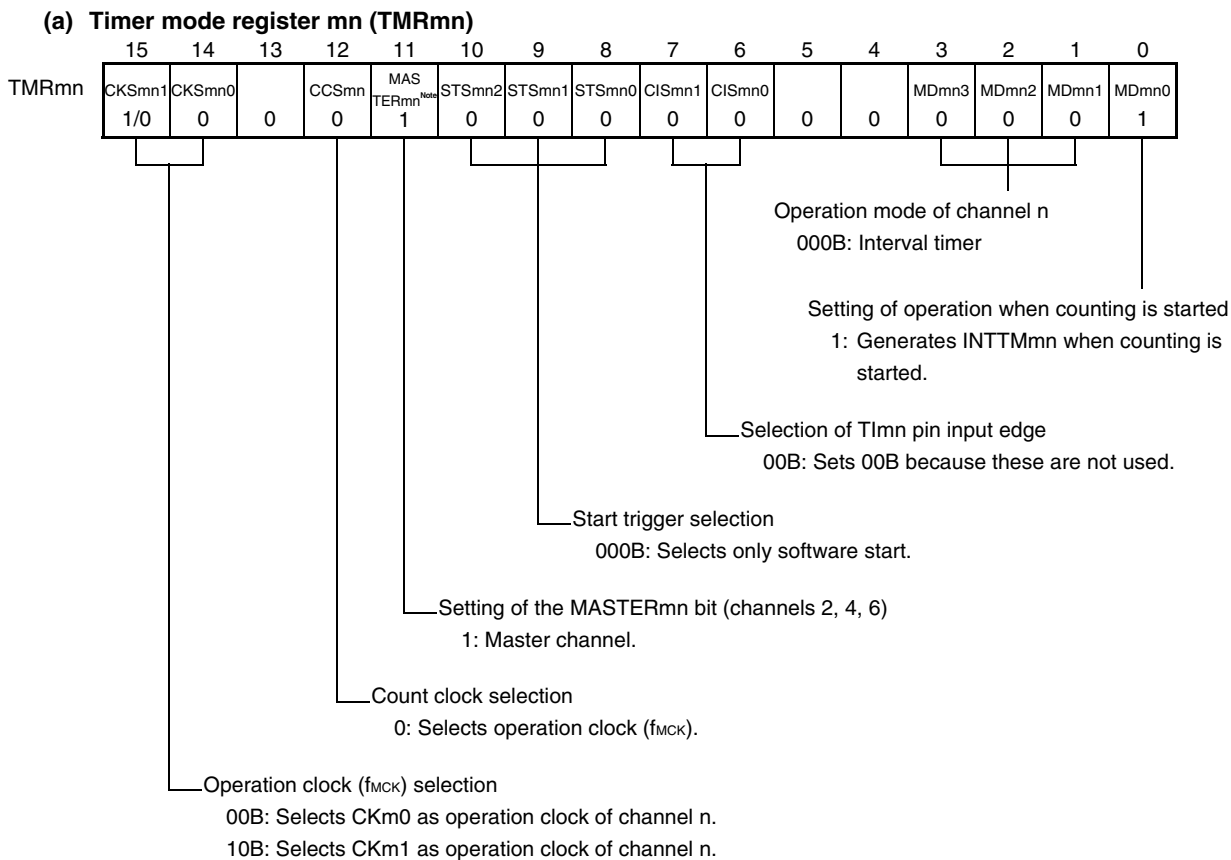 (a) Timer mode register mn (TMRmn)
15 14 13 12 11 10 9 8 7 6 5 4 3 2 1 0
TMRmn CKSmn1 CKSmn0 CCSmn MAS TERmnNote STSmn2 STSmn1 STSmn0 CISmn1 CISmn0 MDmn3 MDmn2 MDmn1 MDmn0
1/0 0 0 0 1 0 0 0 0 0 0 0 0 0 0 1
Operation mode of channel n
000B: Interval timer
Setting of operation when counting is started
1: Generates INTTMmn when counting is
started.
Selection of TImn pin input edge
00B: Sets 00B because these are not used.
Start trigger selection
000B: Selects only software start.
Setting of the MASTERmn bit (channels 2, 4, 6)
1: Master channel.
Count clock selection
0: Selects operation clock (fMCK).
Operation clock (fMCK) selection
00B: Selects CKm0 as operation clock of channel n.
10B: Selects CKm1 as operation clock of channel n.